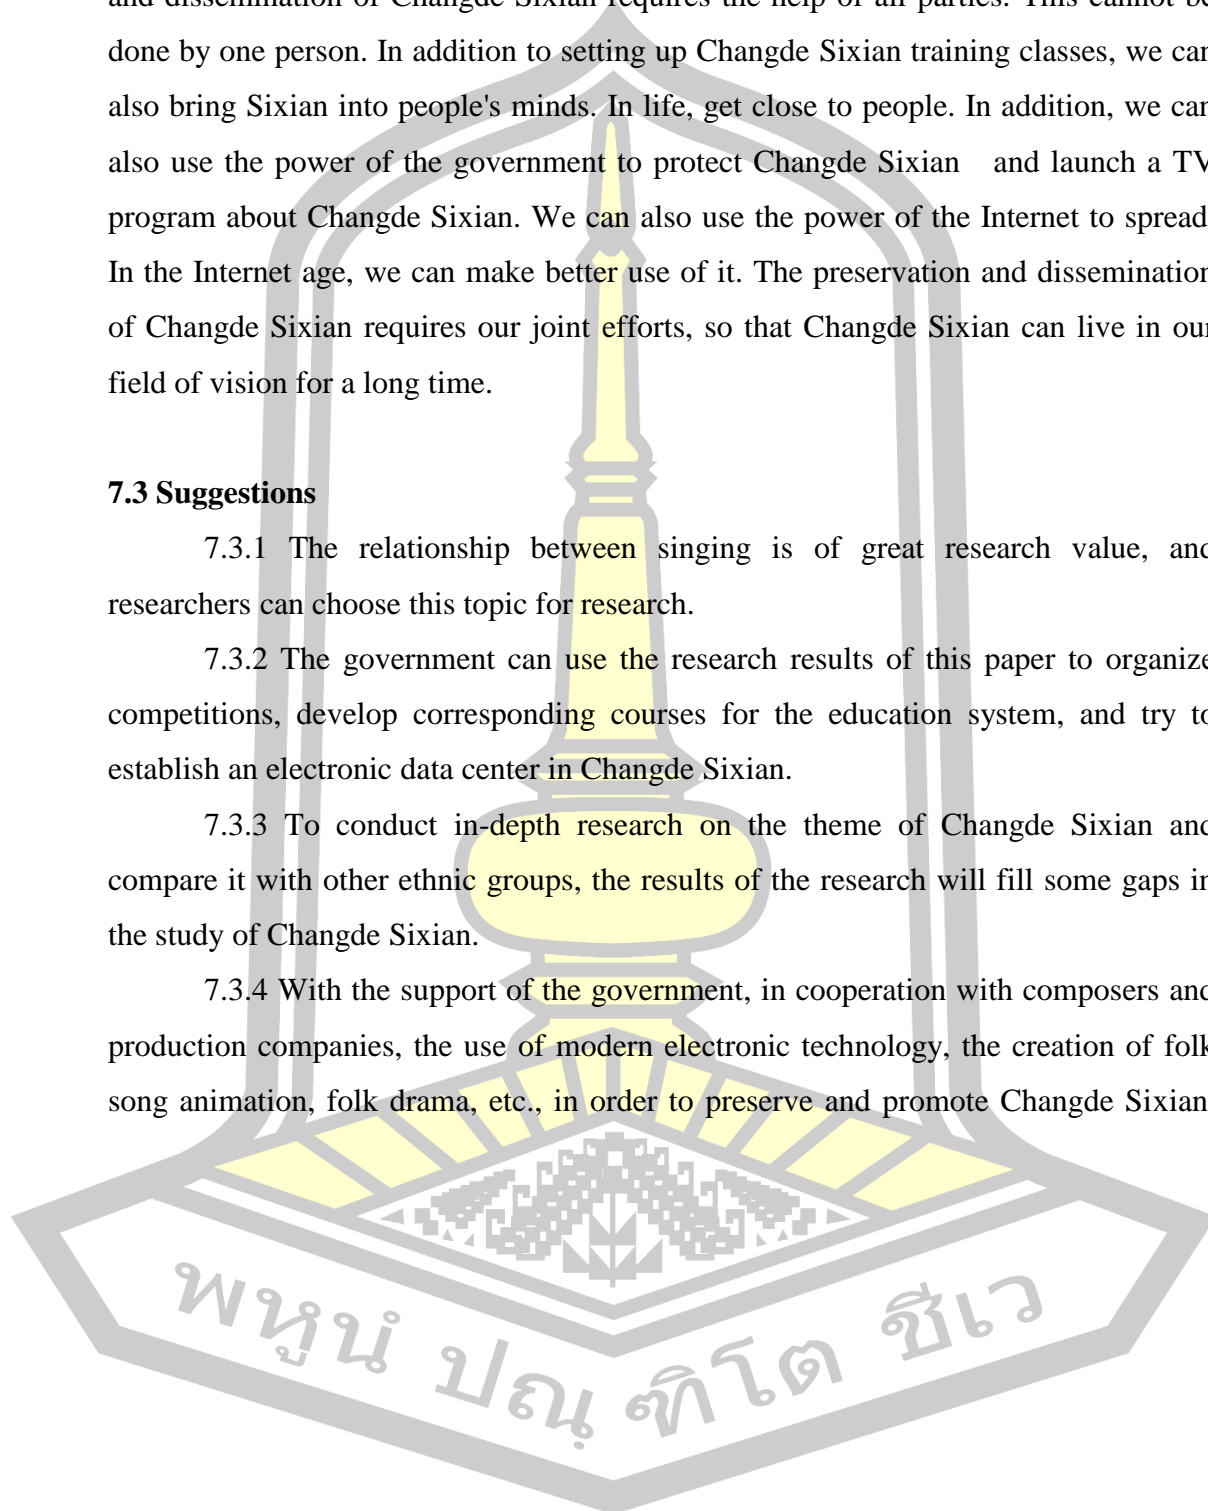 and dissemination of Changde Sixian requires the help of all parties. This cannot be
done by one person. In addition to setting up Changde Sixian training classes, we can
also bring Sixian into people's minds. In life, get close to people. In addition, we can
also use the power of the government to protect Changde Sixian and launch a TV
program about Changde Sixian. We can also use the power of the Internet to spread.
In the Internet age, we can make better use of it. The preservation and dissemination
of Changde Sixian requires our joint efforts, so that Changde Sixian can live in our
field of vision for a long time.
7.3 Suggestions
7.3.1 The relationship between singing is of great research value, and
researchers can choose this topic for research.
7.3.2 The government can use the research results of this paper to organize
competitions, develop corresponding courses for the education system, and try to
establish an electronic data center in Changde Sixian.
7.3.3 To conduct in-depth research on the theme of Changde Sixian and
compare it with other ethnic groups, the results of the research will fill some gaps in
the study of Changde Sixian.
7.3.4 With the support of the government, in cooperation with composers and
production companies, the use of modern electronic technology, the creation of folk
song animation, folk drama, etc., in order to preserve and promote Changde Sixian.
พหูนํ ปณฺฑิโต ชีเว